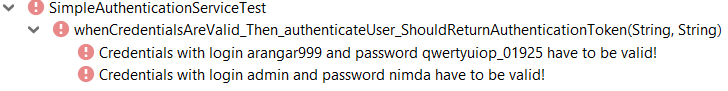 SimpleAuthenticationServiceTest
whenCredentialsAreValid_Then_authenticateUser_ShouldReturnAuthenticationToken(String, String)
Credentials with login arangar999 and password qwertyuiop_01925 have to be valid!
Credentials with login admin and password nimda have to be valid!